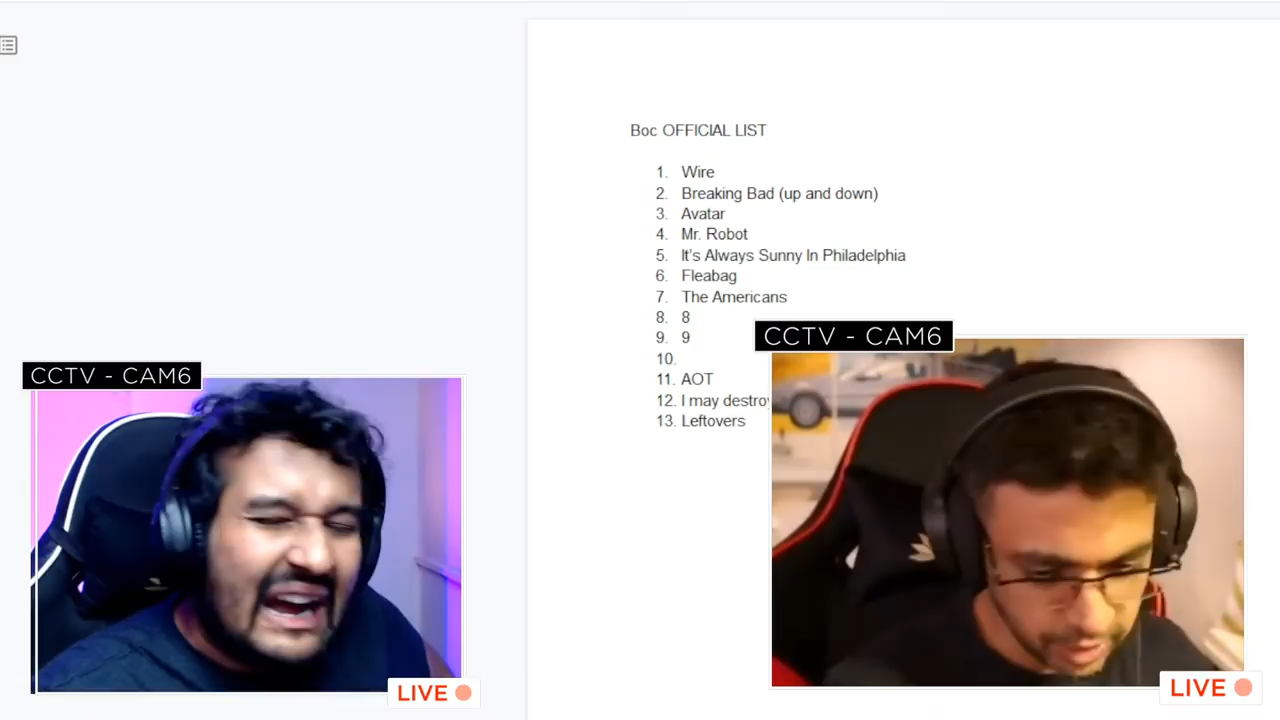 Boc OFFICIAL LIST
1. Wire
2. Breaking Bad (up and down)
3. Avatar
4. Mr. Robot
5. It's Always Sunny In Philadelphia
6. Fleabag
7. The Americans
8. 8
9. 9
10.
11. AOT
12. I may destroy
13. Leftovers
CCTV - CAM6
LIVE
CCTV - CAM6
LIVE